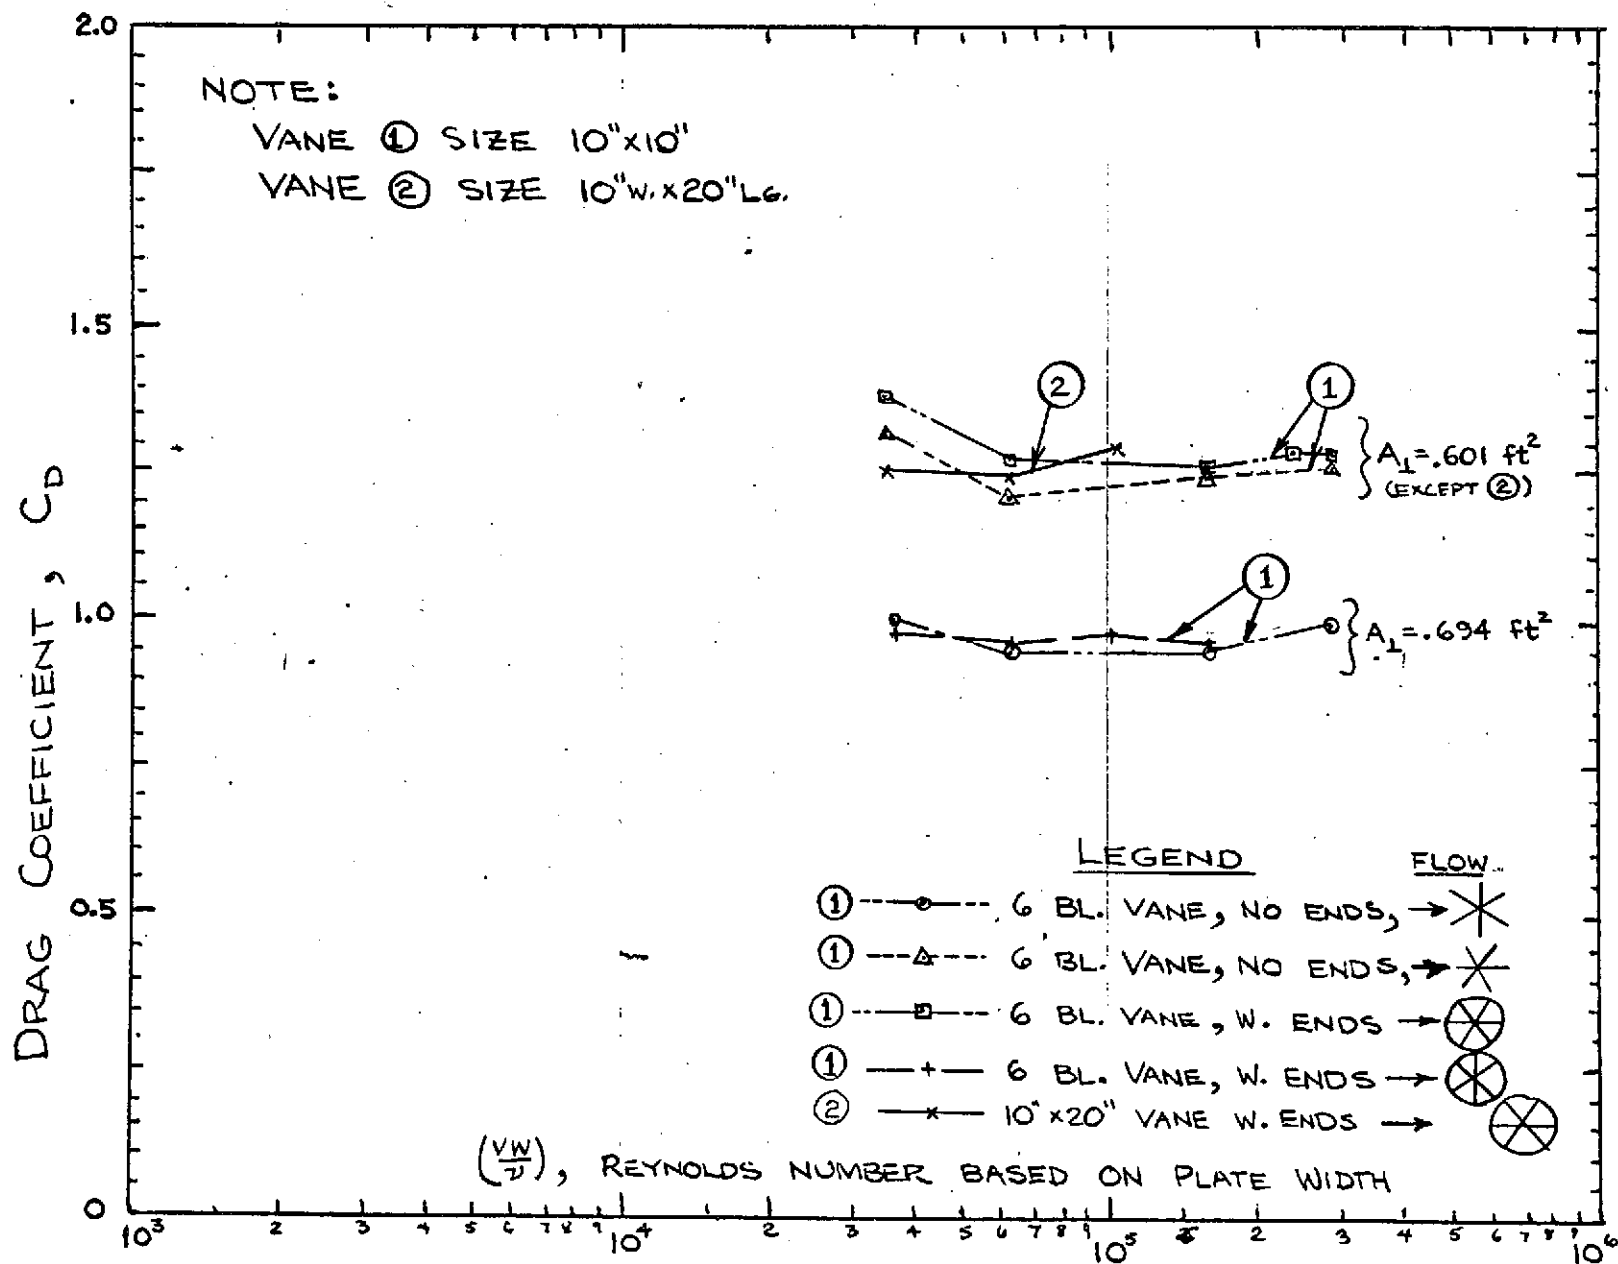 2.0
NOTE:
VANE ① SIZE 10"x10"
VANE ② SIZE 10"W.x20"LG.
1.5
②
①
A⊥=.601 ft²
(EXCEPT ②)
DRAG COEFFICIENT, C_D
1.0
①
A⊥=.694 ft²
0.5
LEGEND
FLOW
① 6 BL. VANE, NO ENDS, →
① 6 BL. VANE, NO ENDS, →
① 6 BL. VANE, W. ENDS →
① 6 BL. VANE, W. ENDS →
② 10"x20" VANE W. ENDS →
(VW/ν), REYNOLDS NUMBER BASED ON PLATE WIDTH
0
10³ 2 3 4 5 6 7 8 9 10⁴ 2 3 4 5 6 7 8 9 10⁵ 2 3 4 5 6 7 8 9 10⁶